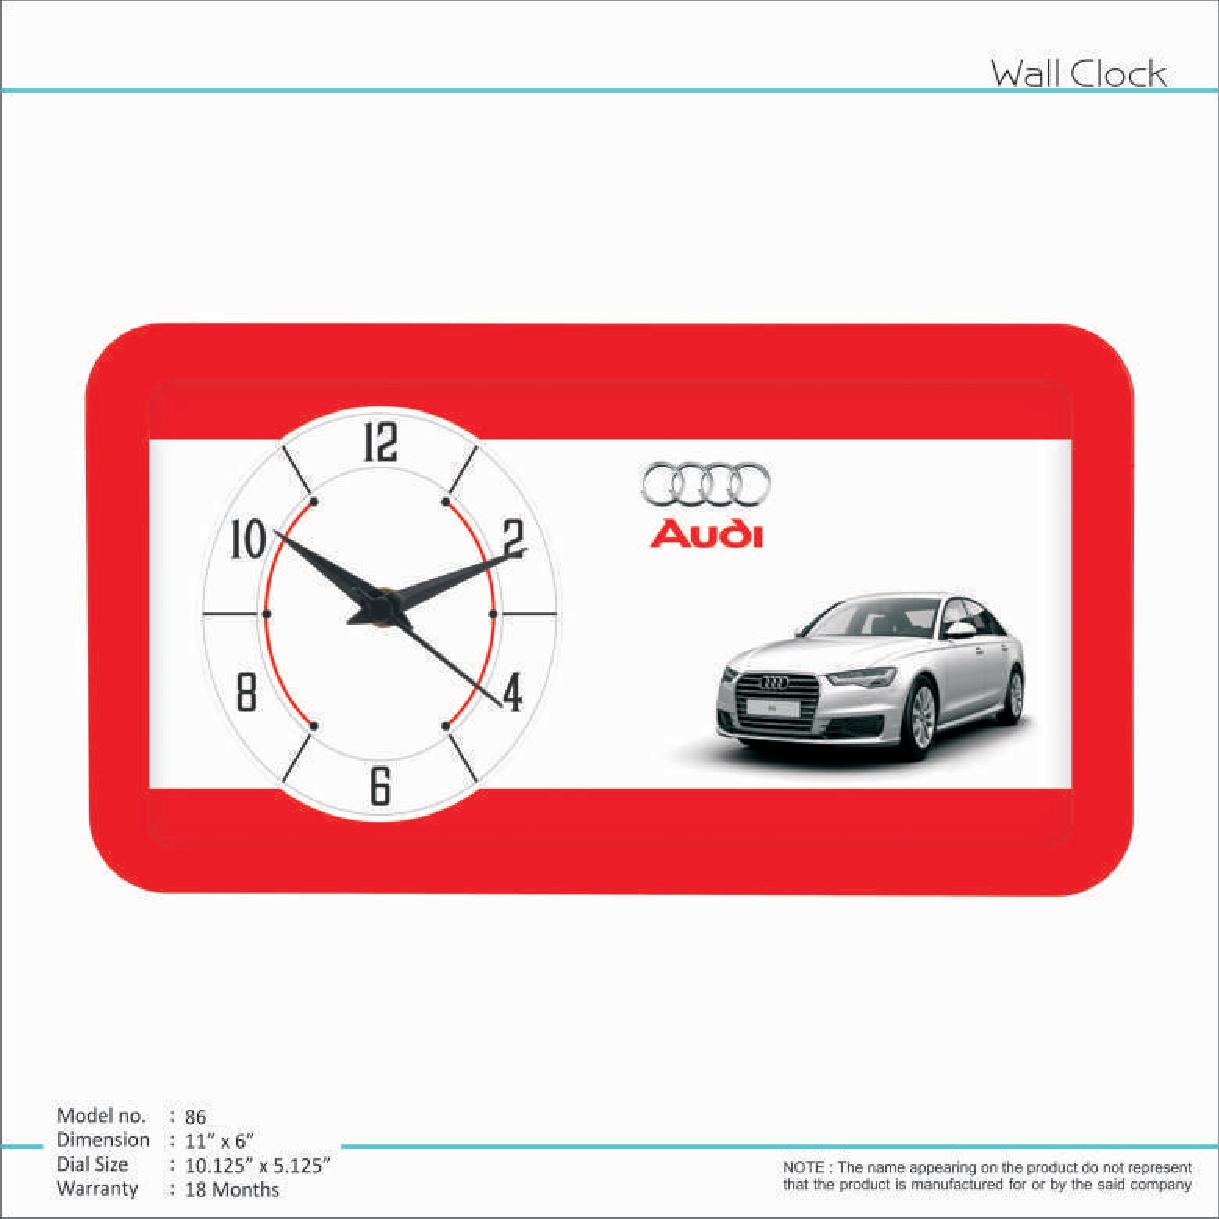 Wall Clock
12
10
2
8
4
6
Audi
Model no. : 86
Dimension : 11” x 6”
Dial Size : 10.125” x 5.125”
Warranty : 18 Months
NOTE : The name appearing on the product do not represent
that the product is manufactured for or by the said company